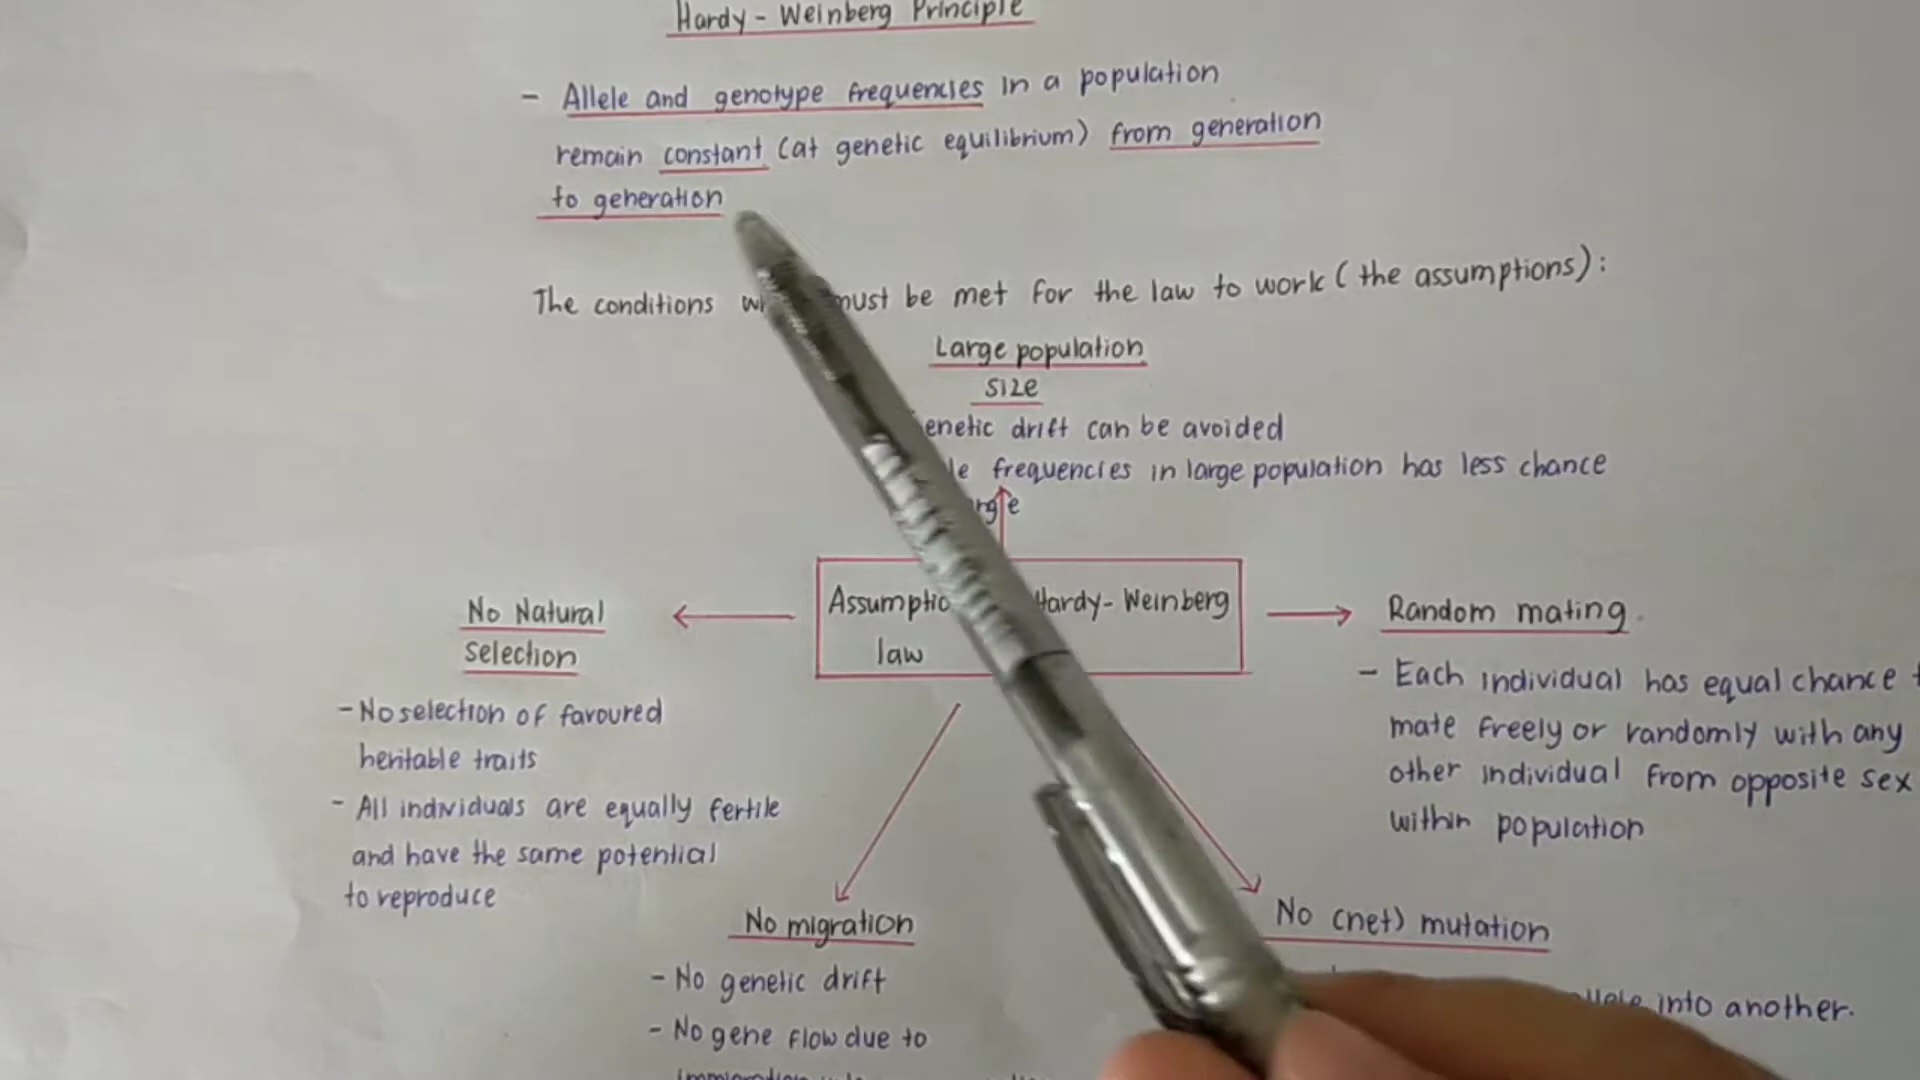 Hardy - Weinberg Principle
- Allele and genotype frequencies in a population
remain constant (at genetic equilibrium) from generation
to generation
The conditions must be met for the law to work (the assumptions):
Large population
size
drift can be avoided
frequencies in large population has less chance
Assumptio Hardy-Weinberg
law
No Natural
selection
- No selection of favoured
heritable traits
- All individuals are equally fertile
and have the same potential
to reproduce
Random mating.
- Each individual has equal chance
mate freely or randomly with any
other individual from opposite sex
within population
No migration
- No genetic drift
- No gene flow due to
No (net) mutation
into another.